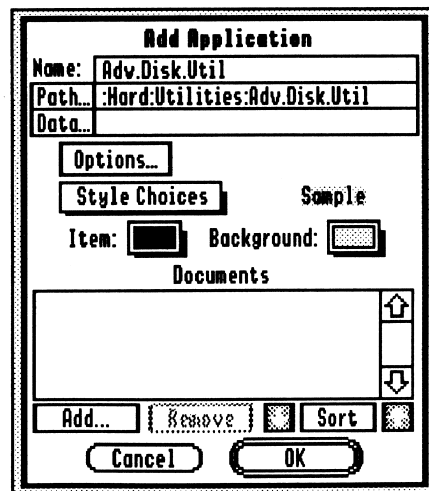 Add Application
Name: Adv.Disk.Util
Path... :Hard:Utilities:Adv.Disk.Util
Data...
Options...
Style Choices Sample
Item: Background:
Documents
Add... Remove Sort
Cancel OK